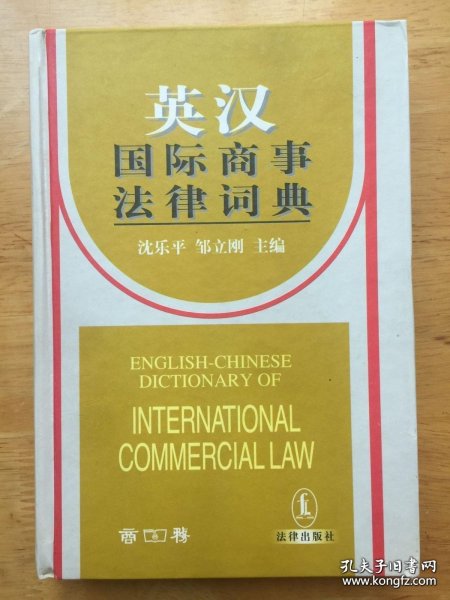 英汉
国际商事
法律词典
沈乐平 邹立刚 主编
ENGLISH-CHINESE
DICTIONARY OF
INTERNATIONAL
COMMERCIAL LAW
商务
法律出版社
孔夫子旧书网
www.kongfz.com